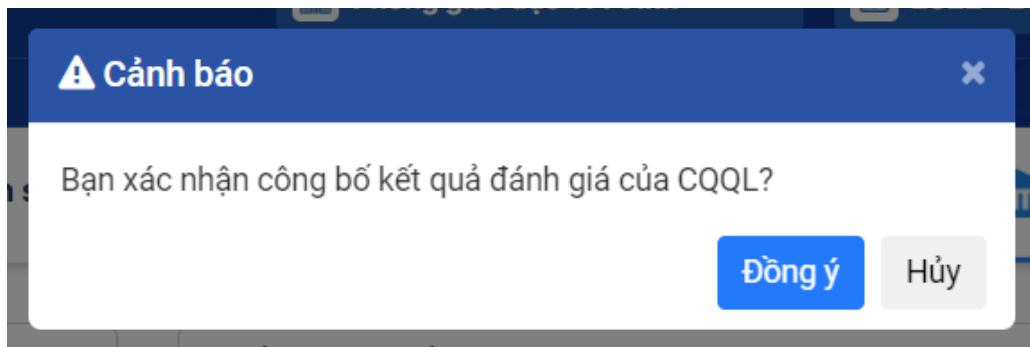 Cảnh báo
Bạn xác nhận công bố kết quả đánh giá của CQQL?
Đồng ý
Hủy